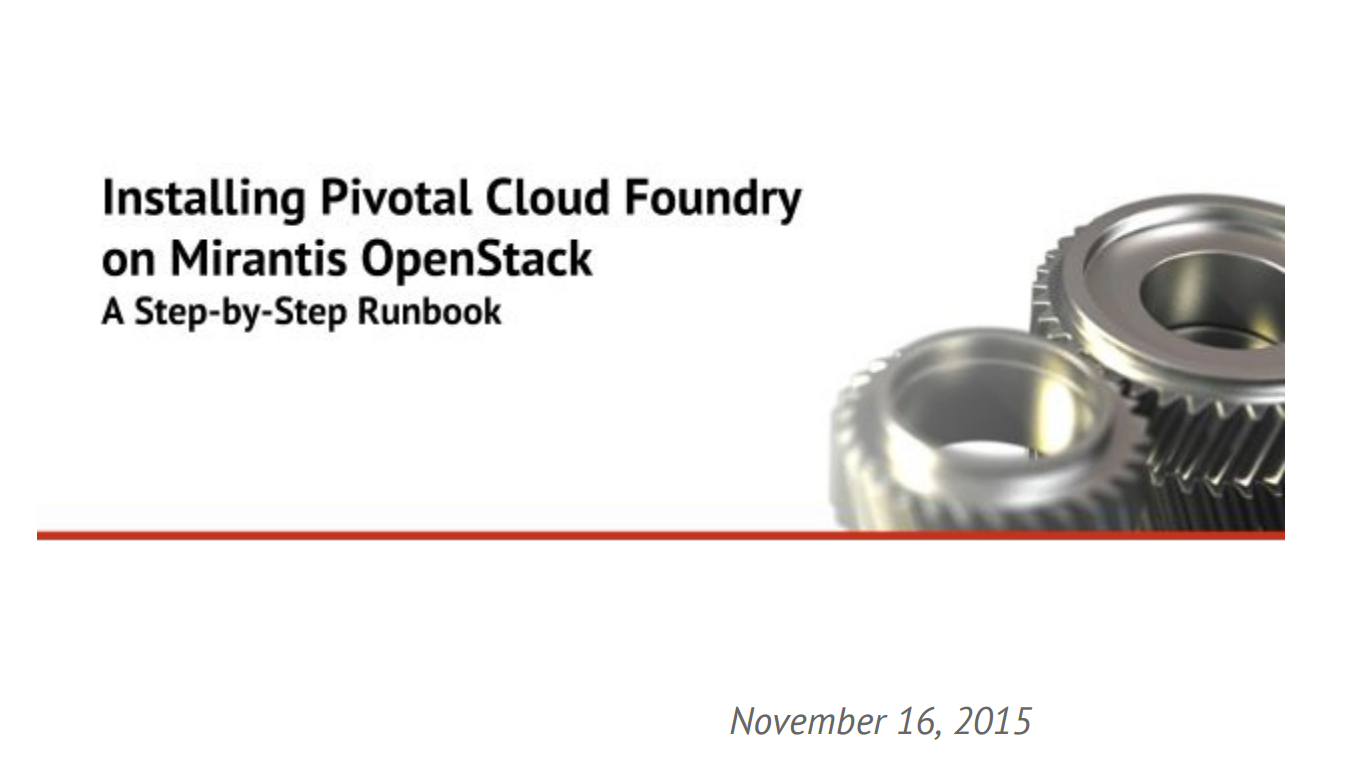 Installing Pivotal Cloud Foundry
on Mirantis OpenStack
A Step-by-Step Runbook
November 16, 2015